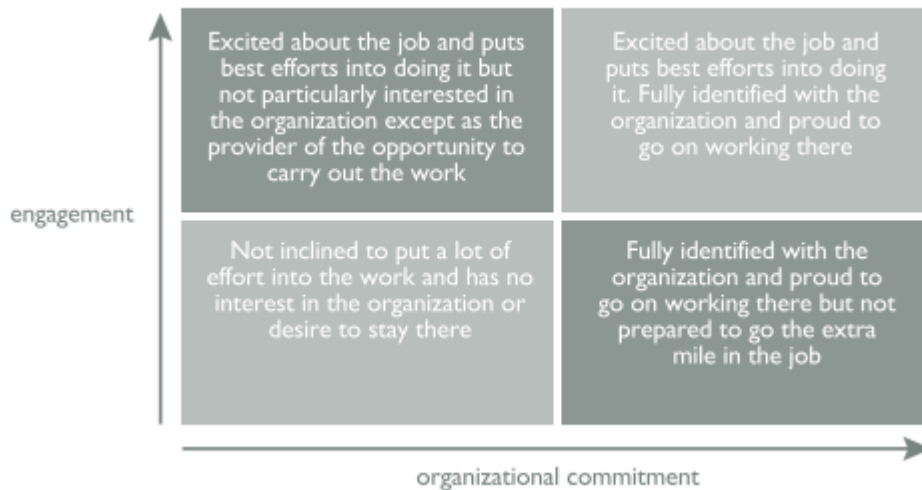 Excited about the job and puts
best efforts into doing it but
not particularly interested in
the organization except as the
provider of the opportunity to
carry out the work
Excited about the job and
puts best efforts into doing
it. Fully identified with the
organization and proud to
go on working there
engagement
Not inclined to put a lot of
effort into the work and has no
interest in the organization or
desire to stay there
Fully identified with the
organization and proud to
go on working there but not
prepared to go the extra
mile in the job
organizational commitment